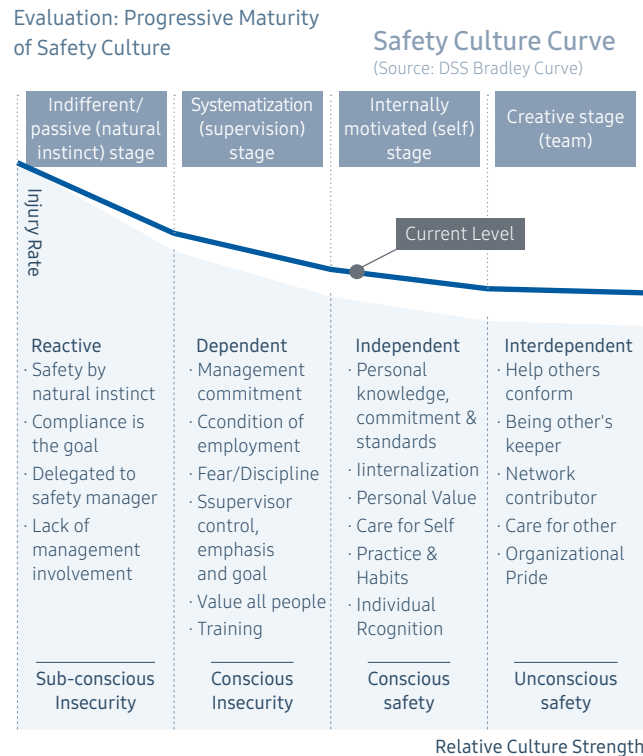 Evaluation: Progressive Maturity
of Safety Culture
Safety Culture Curve
(Source: DSS Bradley Curve)
Indifferent/
passive (natural
instinct) stage
Systematization
(supervision)
stage
Internally
motivated (self)
stage
Creative stage
(team)
Injury Rate
Current Level
Reactive
· Safety by
natural instinct
· Compliance is
the goal
· Delegated to
safety manager
· Lack of
management
involvement
Dependent
· Management
commitment
· Ccondition of
employment
· Fear/Discipline
· Ssupervisor
control,
emphasis
and goal
· Value all people
· Training
Independent
· Personal
knowledge,
commitment &
standards
· Iinternalization
· Personal Value
· Care for Self
· Practice &
Habits
· Individual
Rcognition
Interdependent
· Help others
conform
· Being other's
keeper
· Network
contributor
· Care for other
· Organizational
Pride
Sub-conscious
Insecurity
Conscious
Insecurity
Conscious
safety
Unconscious
safety
Relative Culture Strength